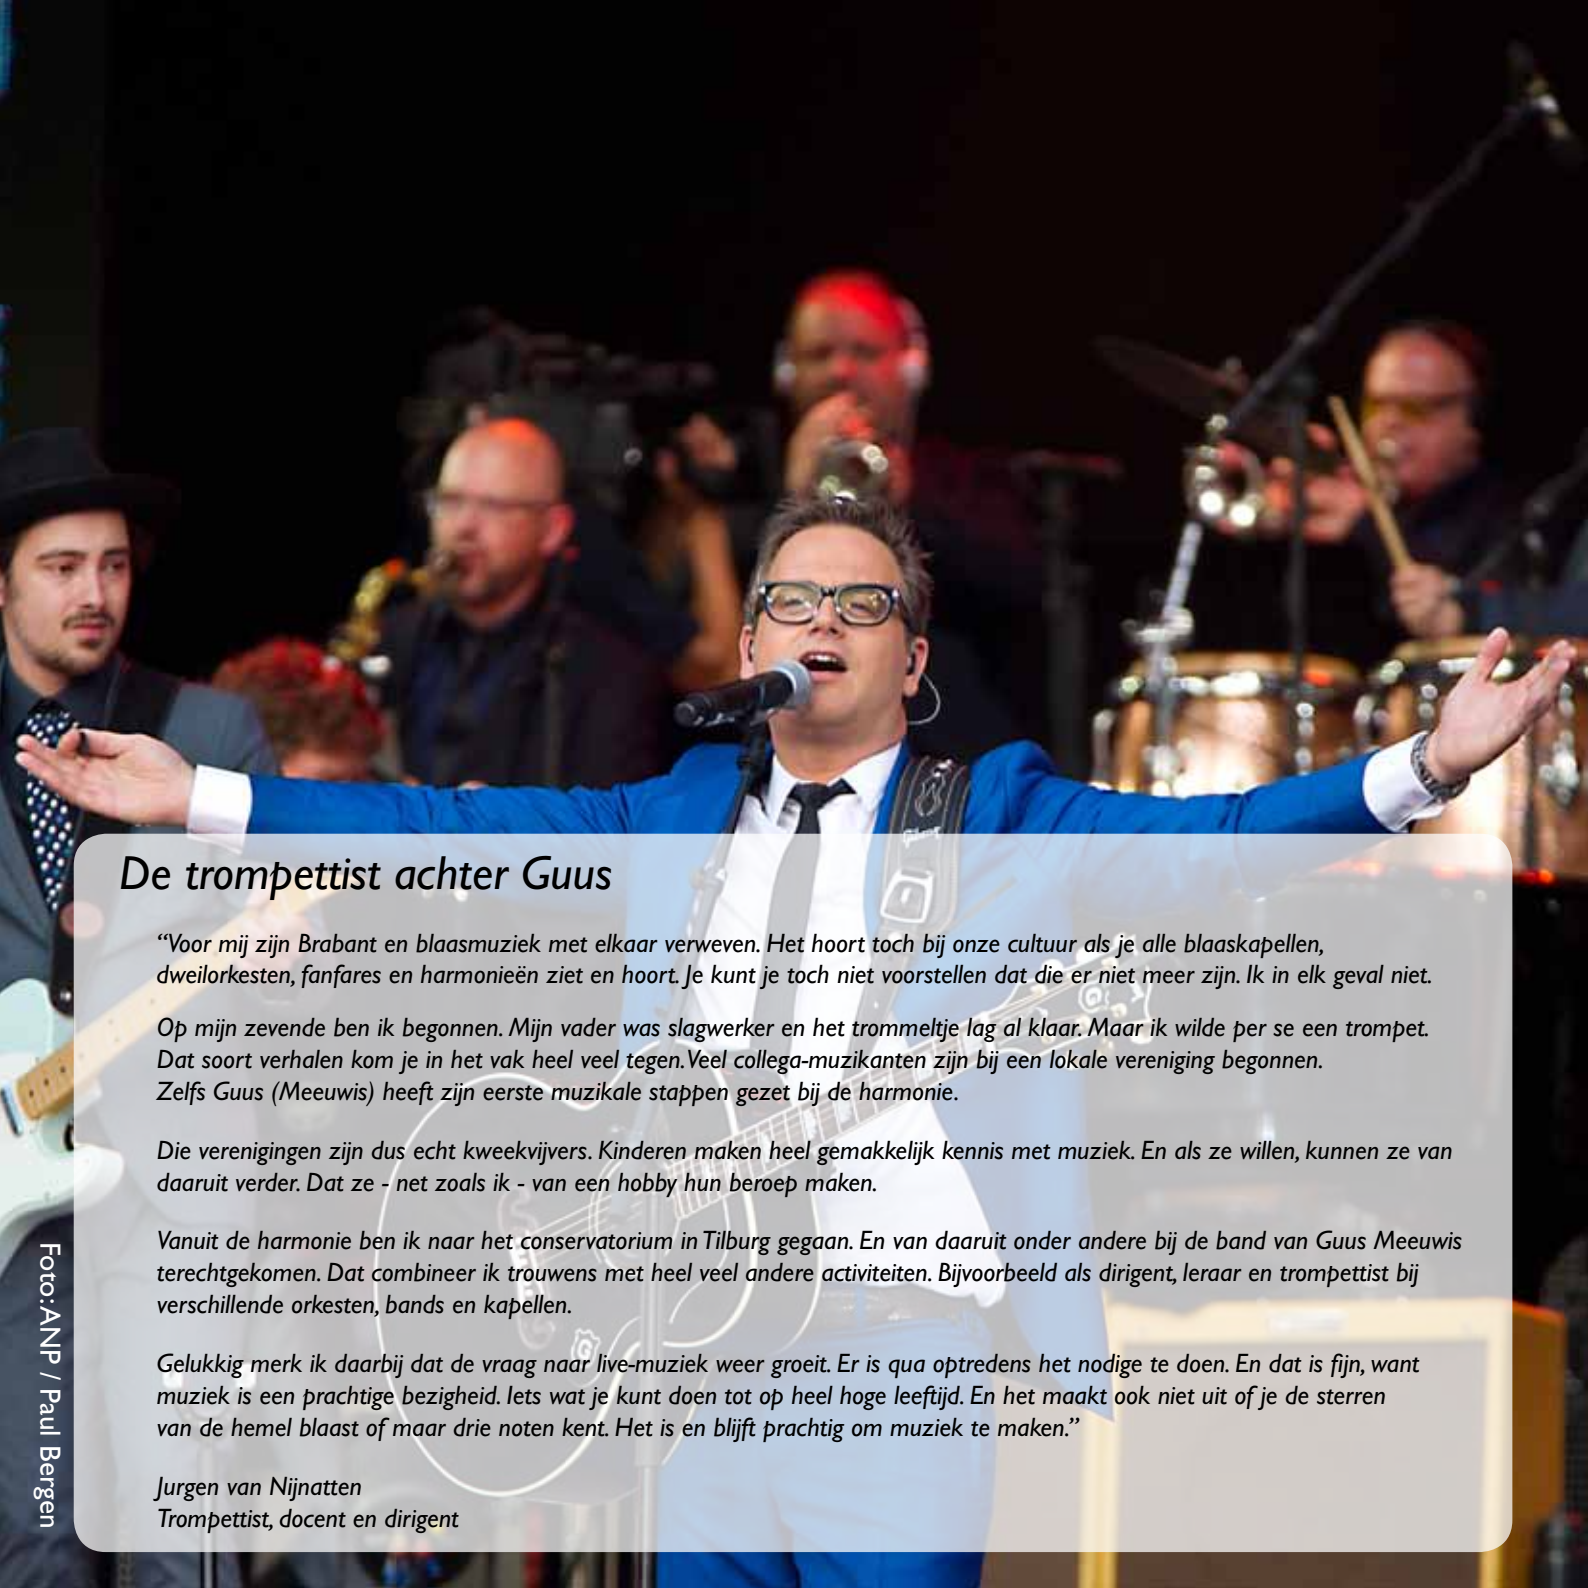 De trompettist achter Guus
“Voor mij zijn Brabant en blaasmuziek met elkaar verweven. Het hoort toch bij onze cultuur als je alle blaaskapellen,
dweilorkesten, fanfares en harmonieën ziet en hoort. Je kunt je toch niet voorstellen dat die er niet meer zijn. Ik in elk geval niet.
Op mijn zevende ben ik begonnen. Mijn vader was slagwerker en het trommeltje lag al klaar. Maar ik wilde per se een trompet.
Dat soort verhalen kom je in het vak heel veel tegen. Veel collega-muzikanten zijn bij een lokale vereniging begonnen.
Zelfs Guus (Meeuwis) heeft zijn eerste muzikale stappen gezet bij de harmonie.
Die verenigingen zijn dus echt kweekvijvers. Kinderen maken heel gemakkelijk kennis met muziek. En als ze willen, kunnen ze van
daaruit verder. Dat ze - net zoals ik - van een hobby hun beroep maken.
Vanuit de harmonie ben ik naar het conservatorium in Tilburg gegaan. En van daaruit onder andere bij de band van Guus Meeuwis
terechtgekomen. Dat combineer ik trouwens met heel veel andere activiteiten. Bijvoorbeeld als dirigent, leraar en trompettist bij
verschillende orkesten, bands en kapellen.
Gelukkig merk ik daarbij dat de vraag naar live-muziek weer groeit. Er is qua optredens het nodige te doen. En dat is fijn, want
muziek is een prachtige bezigheid. Iets wat je kunt doen tot op heel hoge leeftijd. En het maakt ook niet uit of je de sterren
van de hemel blaast of maar drie noten kent. Het is en blijft prachtig om muziek te maken.”
Jurgen van Nijnatten
Trompettist, docent en dirigent
Foto:ANP / Paul Bergen